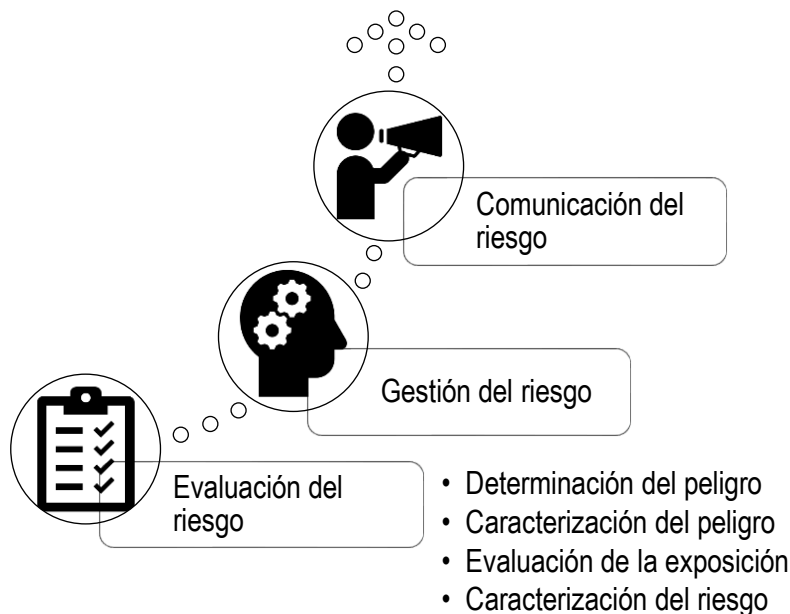 Comunicación del
riesgo
Gestión del riesgo
Evaluación del
riesgo
• Determinación del peligro
• Caracterización del peligro
• Evaluación de la exposición
• Caracterización del riesgo